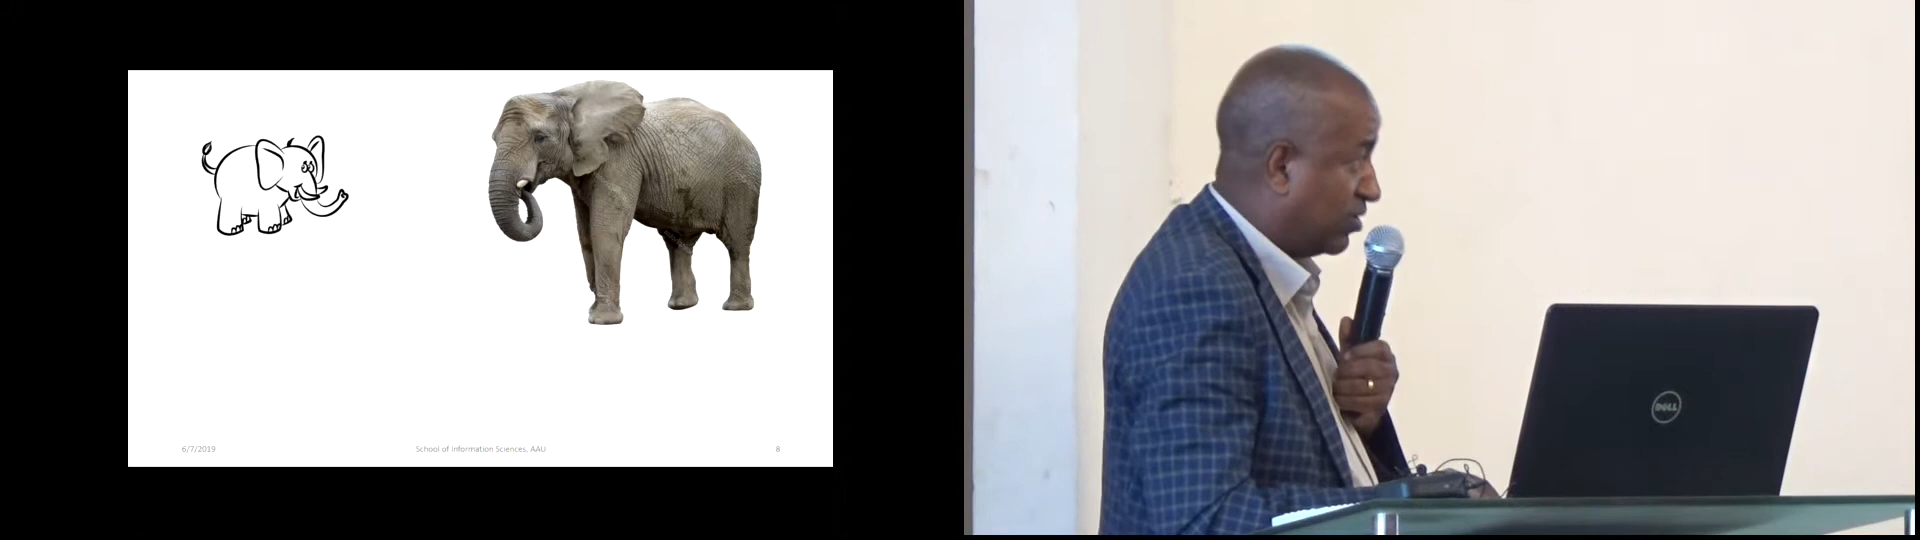 6/7/2019
School of Information Sciences, AAU
8
DELL